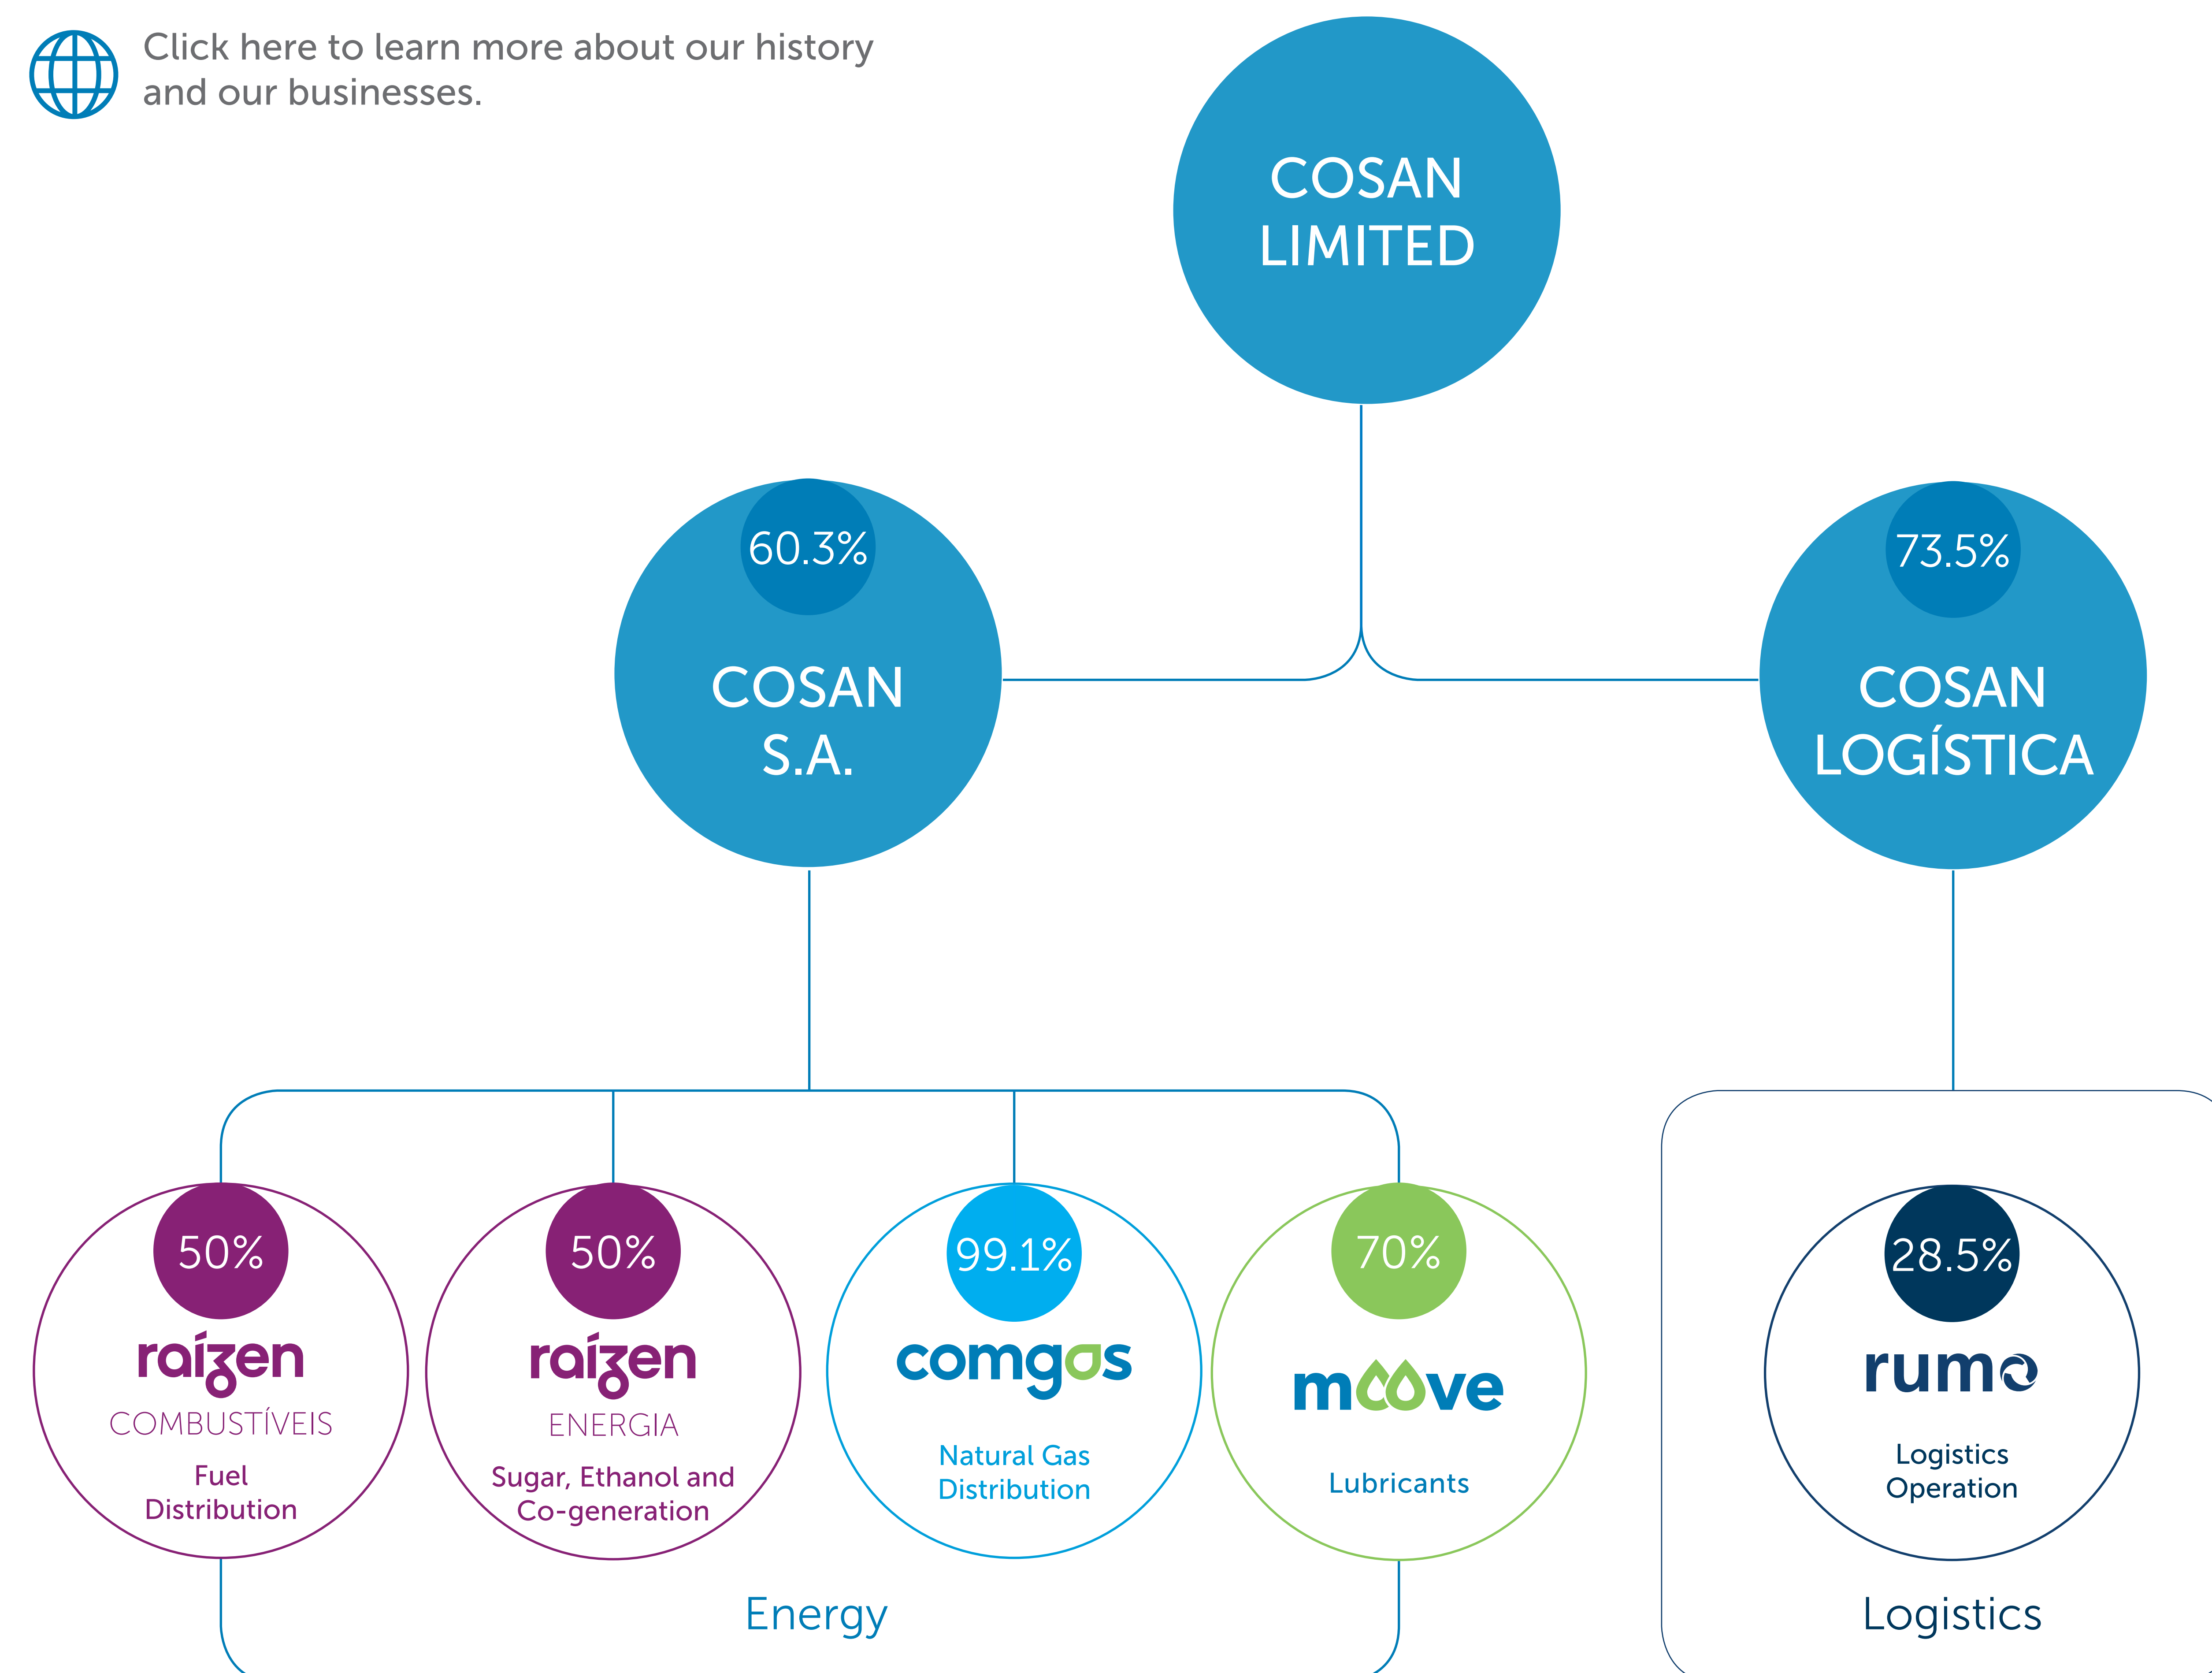 Click here to learn more about our history
and our businesses.
COSAN
LIMITED
60.3%
COSAN
S.A.
73.5%
COSAN
LOGÍSTICA
50%
raízen
COMBUSTÍVEIS
Fuel
Distribution
50%
raízen
ENERGIA
Sugar, Ethanol and
Co-generation
99.1%
comgas
Natural Gas
Distribution
70%
moove
Lubricants
28.5%
rumo
Logistics
Operation
Energy
Logistics